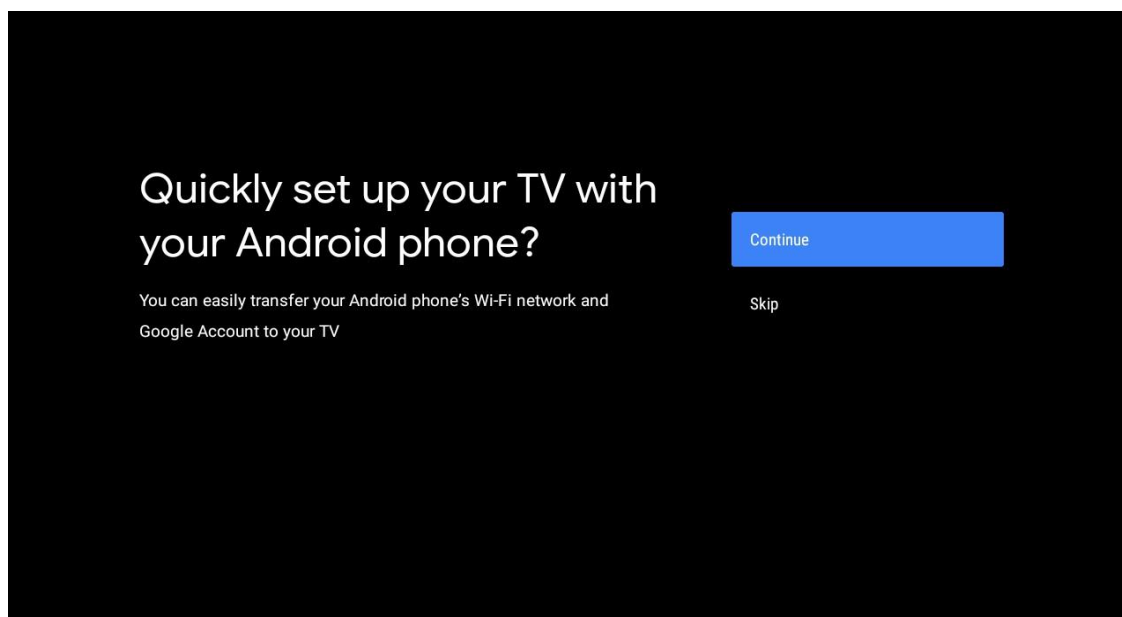 Quickly set up your TV with
your Android phone?
You can easily transfer your Android phone’s Wi-Fi network and
Google Account to your TV
Continue
Skip